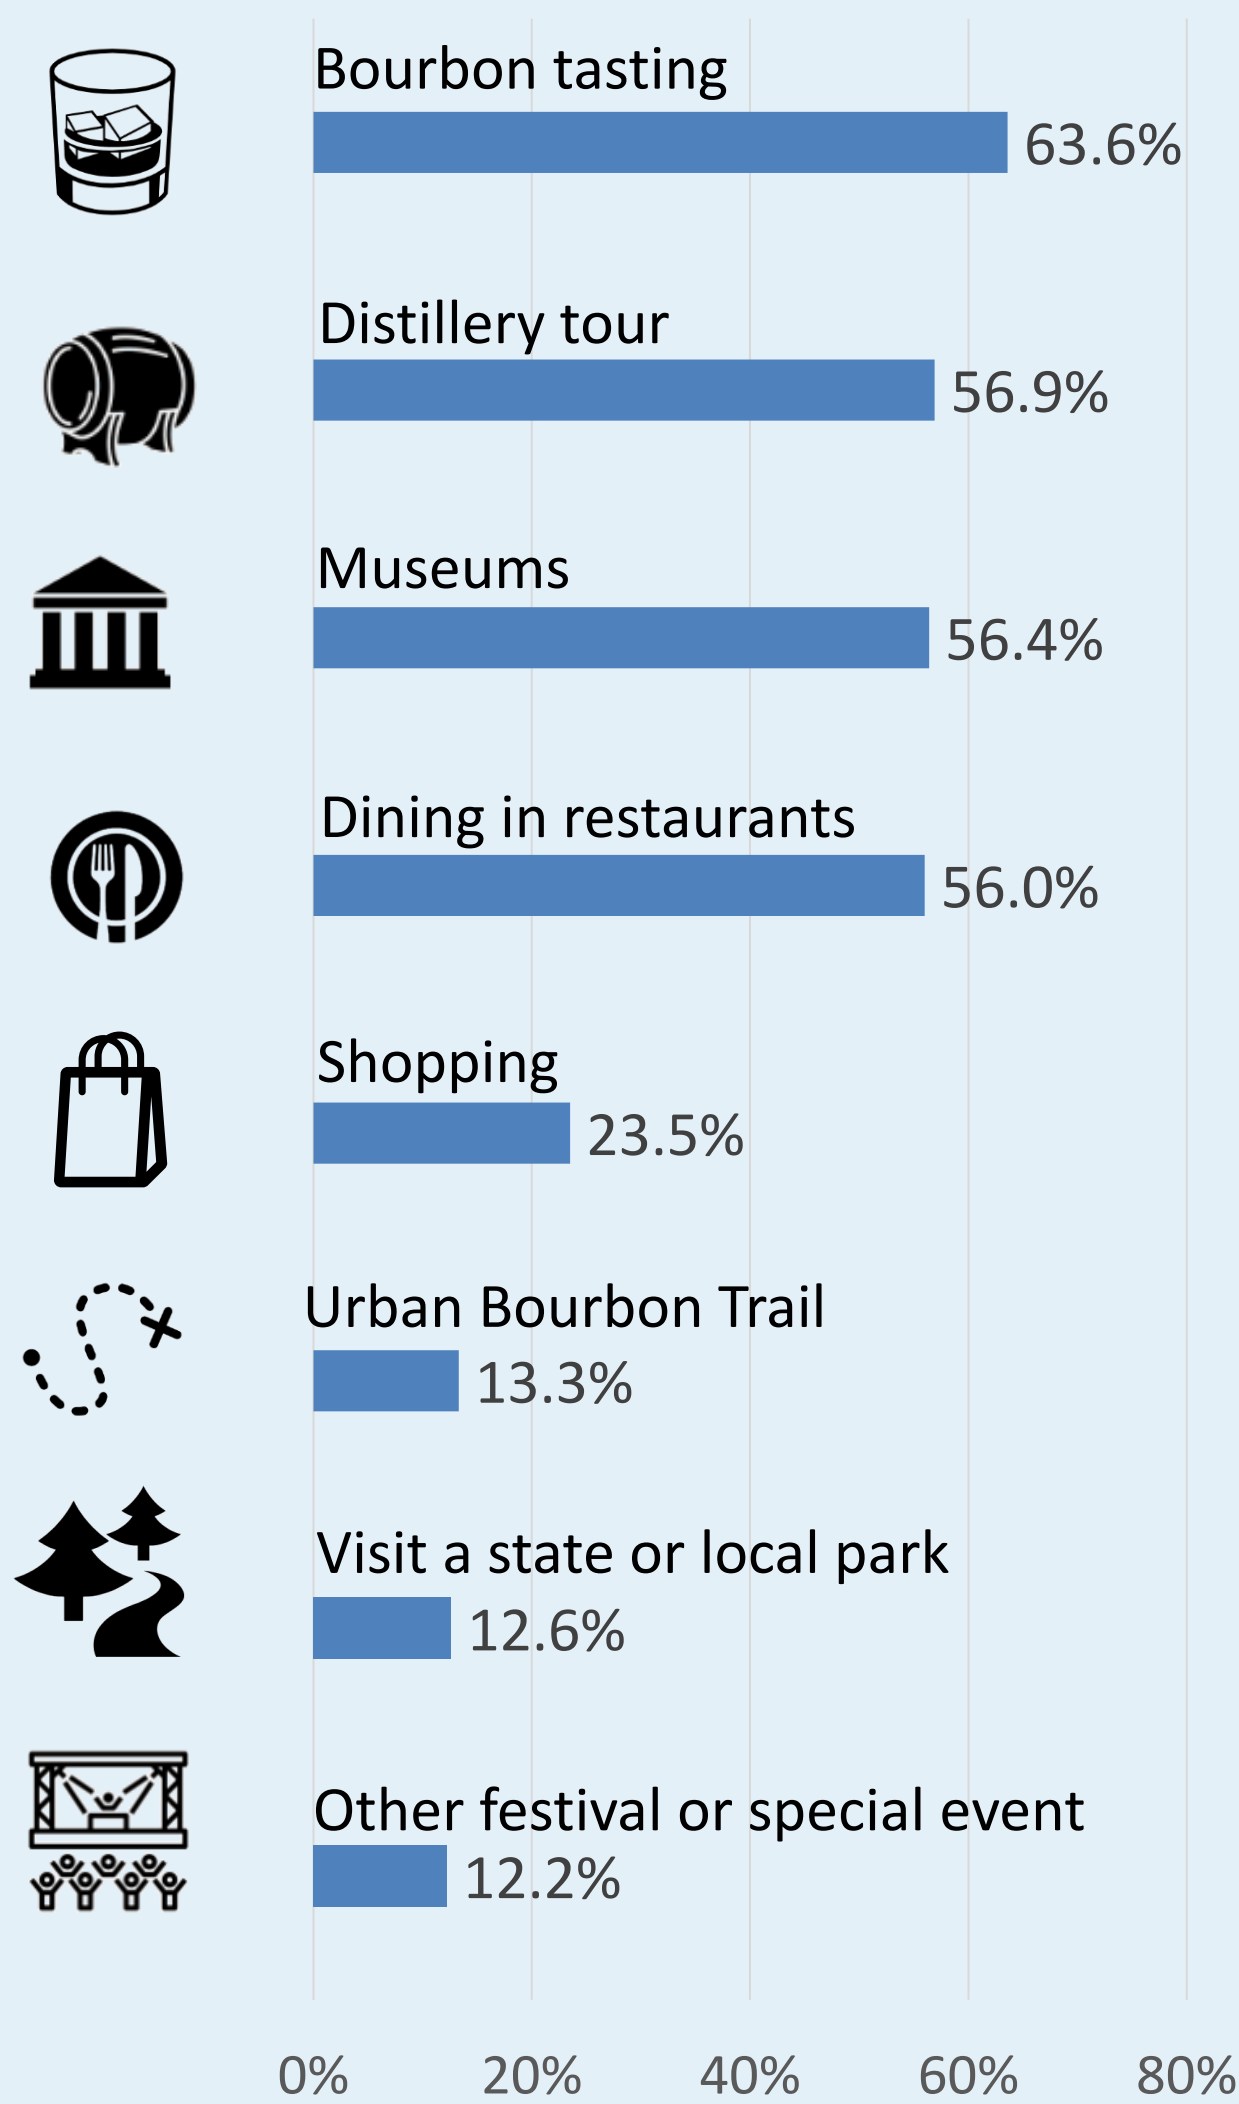 Bourbon tasting
63.6%
Distillery tour
56.9%
Museums
56.4%
Dining in restaurants
56.0%
Shopping
23.5%
Urban Bourbon Trail
13.3%
Visit a state or local park
12.6%
Other festival or special event
12.2%
0% 20% 40% 60% 80%